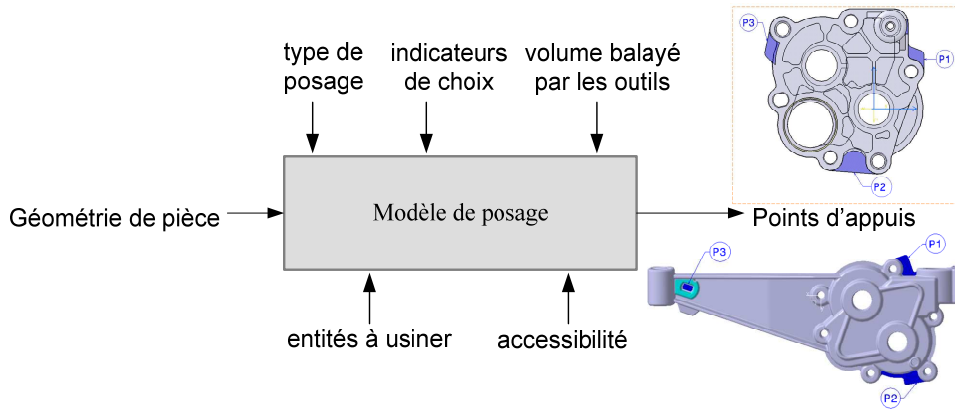 type de
posage
indicateurs
de choix
volume balayé
par les outils
P3
P1
P2
Géométrie de pièce
Modèle de posage
Points d’appuis
entités à usiner
accessibilité
P1
P3
P2